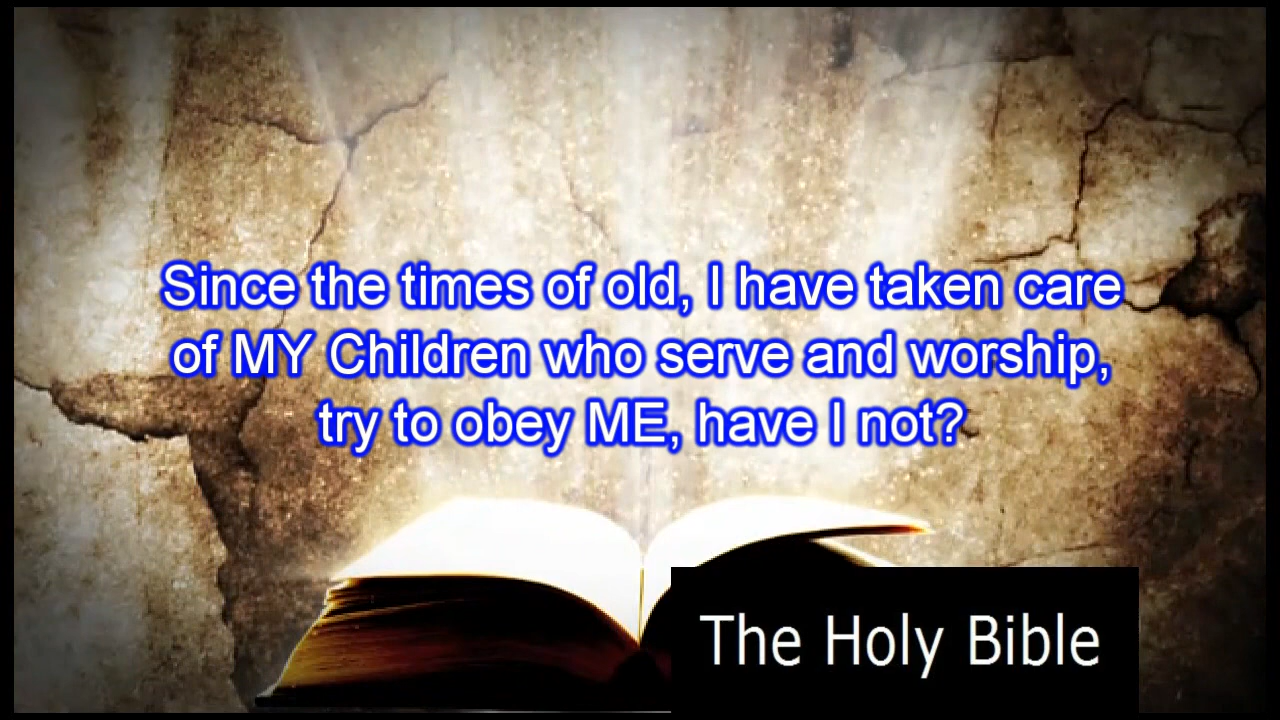 Since the times of old, I have taken care
of MY Children who serve and worship,
try to obey ME, have I not?
The Holy Bible